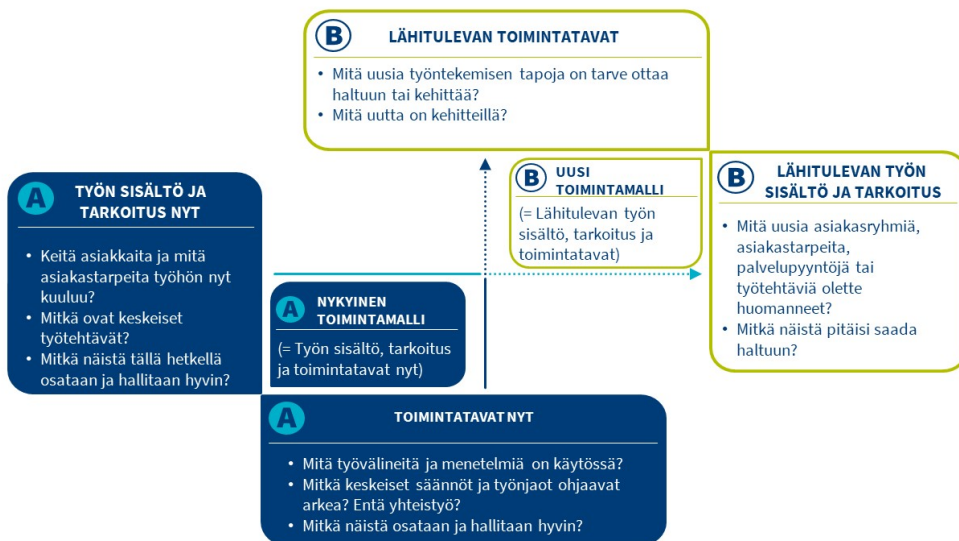 B LÄHITULEVAN TOIMINTATAVAT
• Mitä uusia työntekemisen tapoja on tarve ottaa
haltuun tai kehittää?
• Mitä uutta on kehitteillä?
A TYÖN SISÄLTÖ JA
TARKOITUS NYT
• Keitä asiakkaita ja mitä
asiakastarpeita työhön nyt
kuuluu?
• Mitkä ovat keskeiset
työtehtävät?
• Mitkä näistä tällä hetkellä
osataan ja hallitaan hyvin?
B UUSI
TOIMINTAMALLI
(= Lähitulevan työn
sisältö, tarkoitus ja
toimintatavat)
B LÄHITULEVAN TYÖN
SISÄLTÖ JA TARKOITUS
• Mitä uusia asiakasryhmiä,
asiakastarpeita,
palvelupyyntöjä tai
työtehtäviä olette
huomanneet?
• Mitkä näistä pitäisi saada
haltuun?
A NYKYINEN
TOIMINTAMALLI
(= Työn sisältö, tarkoitus
ja toimintatavat nyt)
A TOIMINTATAVAT NYT
• Mitä työvälineitä ja menetelmiä on käytössä?
• Mitkä keskeiset säännöt ja työnjaot ohjaavat
arkea? Entä yhteistyö?
• Mitkä näistä osataan ja hallitaan hyvin?